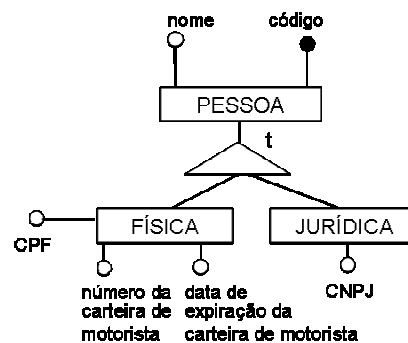 nome
código
PESSOA
t
FÍSICA
JURÍDICA
CPF
CNPJ
número da
carteira de
motorista
data de
expiração da
carteira de motorista